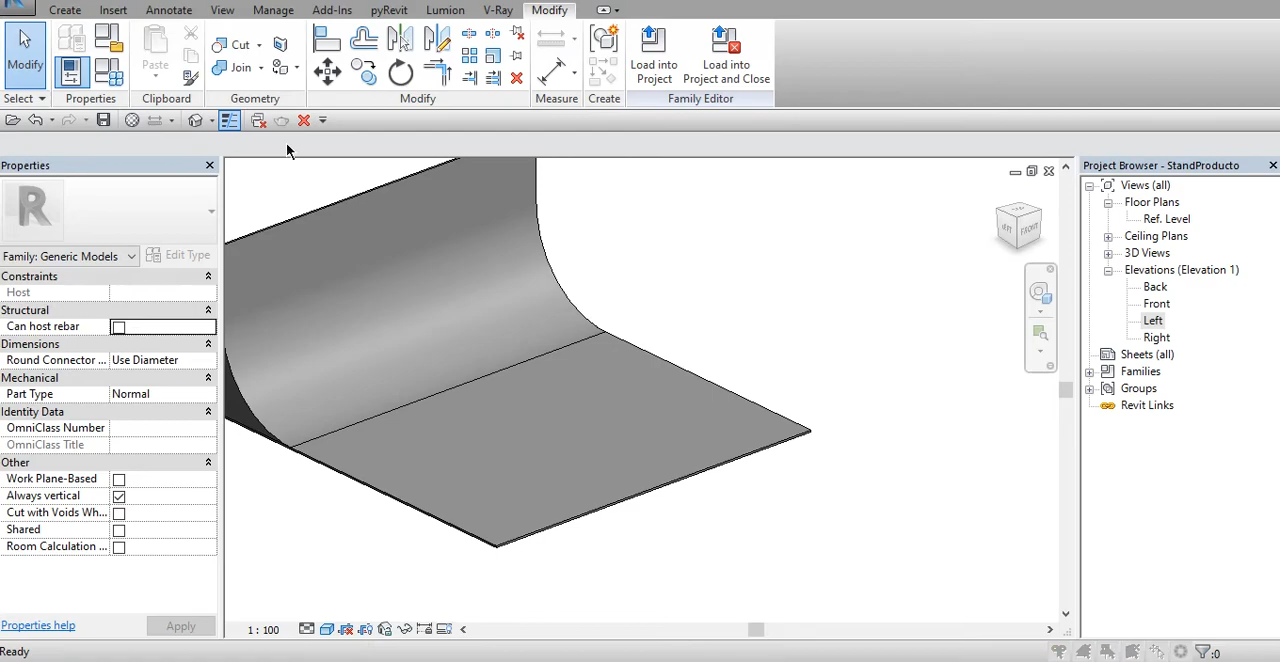 Create Insert Annotate View Manage Add-Ins pyRevit Lumion V-Ray Modify
Modify
Paste
Cut
Join
Load into Project
Load into Project and Close
Select Properties Clipboard Geometry Modify Measure Create Family Editor
Properties
R
Family: Generic Models Edit Type
Constraints
Host
Structural
Can host rebar
Dimensions
Round Connector ... Use Diameter
Mechanical
Part Type Normal
Identity Data
OmniClass Number
OmniClass Title
Other
Work Plane-Based
Always vertical
Cut with Voids Wh...
Shared
Room Calculation ...
Properties help Apply
LEFT FRONT
1 : 100
Project Browser - StandProducto
Views (all)
Floor Plans
Ref. Level
Ceiling Plans
3D Views
Elevations (Elevation 1)
Back
Front
Left
Right
Sheets (all)
Families
Groups
Revit Links
Ready
:0